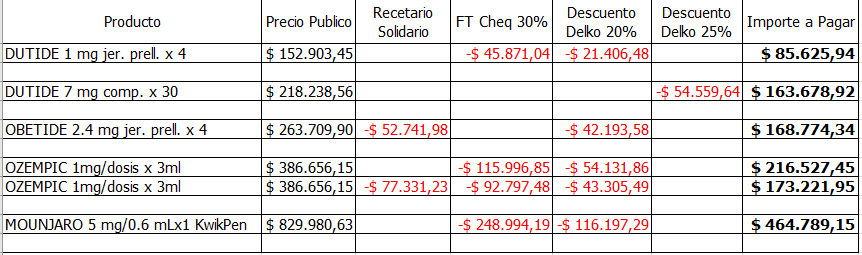 Producto Precio Publico Recetario Solidario FT Cheq 30% Descuento Delko 20% Descuento Delko 25% Importe a Pagar
DUTIDE 1 mg jer. prell. x 4 $ 152.903,45 -$ 45.871,04 -$ 21.406,48 $ 85.625,94
DUTIDE 7 mg comp. x 30 $ 218.238,56 -$ 54.559,64 $ 163.678,92
OBETIDE 2.4 mg jer. prell. x 4 $ 263.709,90 -$ 52.741,98 -$ 42.193,58 $ 168.774,34
OZEMPIC 1mg/dosis x 3ml $ 386.656,15 -$ 115.996,85 -$ 54.131,86 $ 216.527,45
OZEMPIC 1mg/dosis x 3ml $ 386.656,15 -$ 77.331,23 -$ 92.797,48 -$ 43.305,49 $ 173.221,95
MOUNJARO 5 mg/0.6 mLx1 KwikPen $ 829.980,63 -$ 248.994,19 -$ 116.197,29 $ 464.789,15